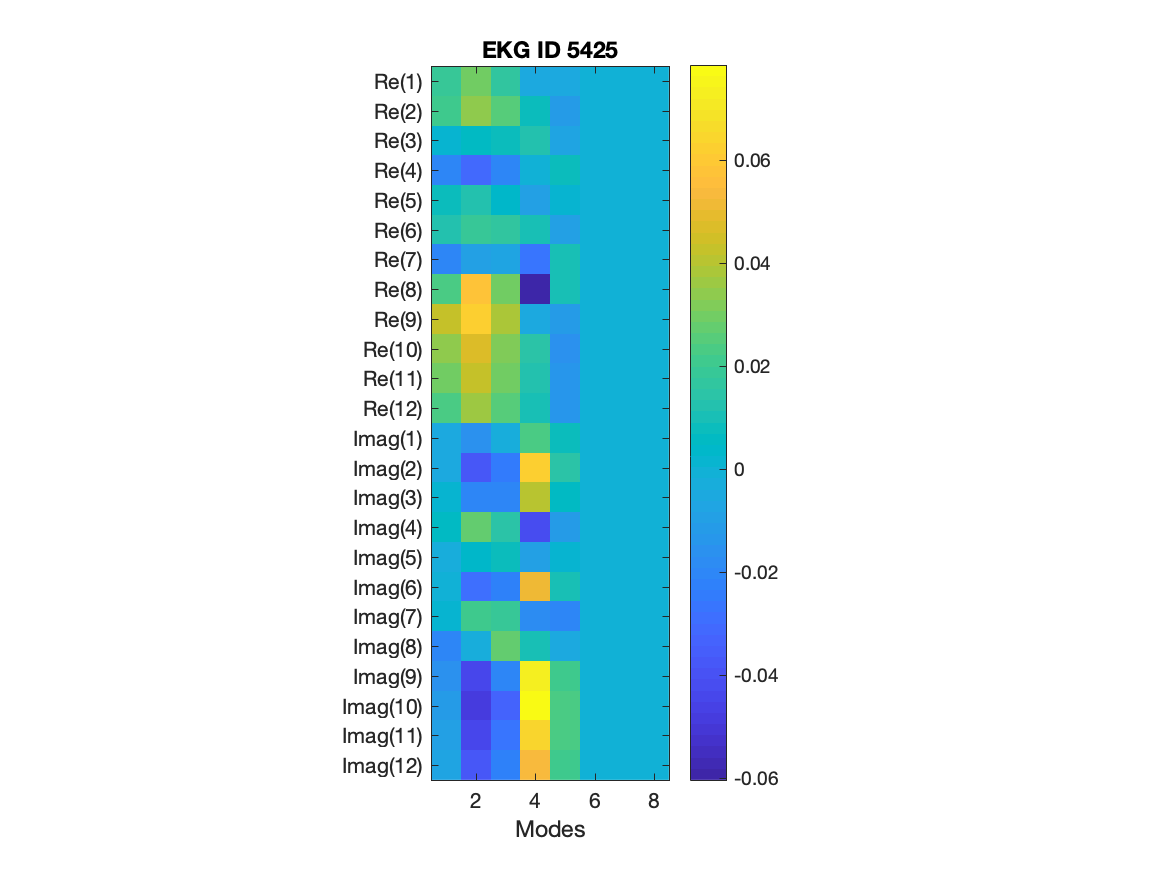 EKG ID 5425
Re(1)
Re(2)
Re(3)
Re(4)
Re(5)
Re(6)
Re(7)
Re(8)
Re(9)
Re(10)
Re(11)
Re(12)
Imag(1)
Imag(2)
Imag(3)
Imag(4)
Imag(5)
Imag(6)
Imag(7)
Imag(8)
Imag(9)
Imag(10)
Imag(11)
Imag(12)
2 4 6 8
Modes
0.06
0.04
0.02
0
-0.02
-0.04
-0.06